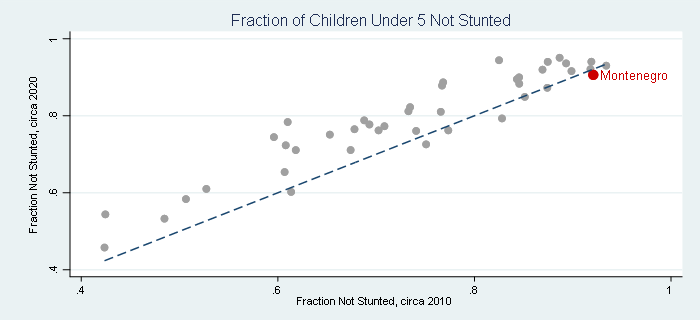 Fraction of Children Under 5 Not Stunted
Fraction Not Stunted, circa 2020
1
.8
.6
.4
Montenegro
.4 .6 .8 1
Fraction Not Stunted, circa 2010